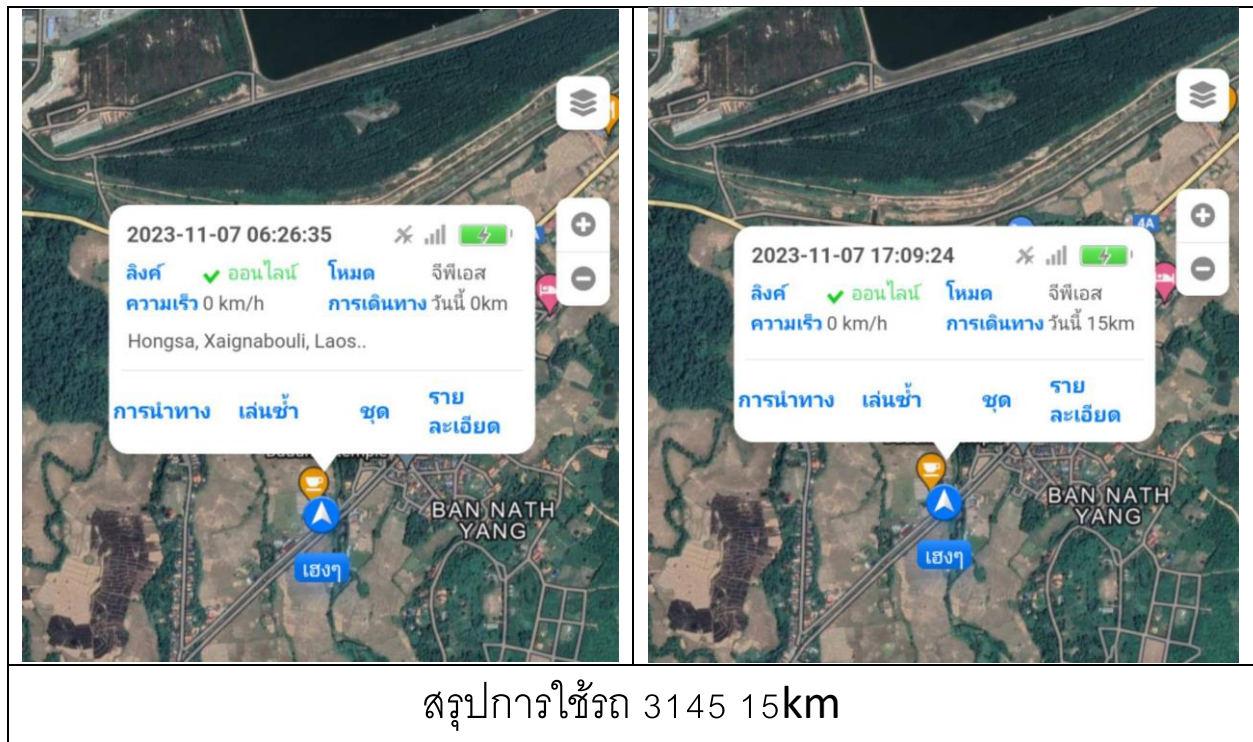 2023-11-07 06:26:35
ลิงค์ ออนไลน์ โหมด จีพีเอส
ความเร็ว 0 km/h การเดินทาง วันนี้ 0km
Hongsa, Xaignabouli, Laos..
การนำทาง เล่นซ้ำ ชุด ราย
ละเอียด
BAN NATH
YANG
เฮงๆ
4A
2023-11-07 17:09:24
ลิงค์ ออนไลน์ โหมด จีพีเอส
ความเร็ว 0 km/h การเดินทาง วันนี้ 15km
การนำทาง เล่นซ้ำ ชุด ราย
ละเอียด
BAN NATH
YANG
เฮงๆ
สรุปการใช้รถ 3145 15km